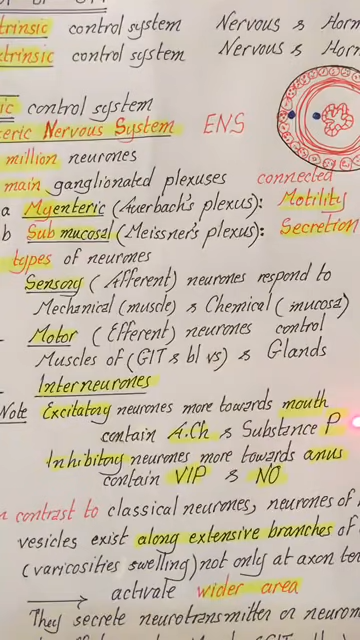 trinsic control system Nervous & Horm
xtrinsic control system Nervous & Horn
ic control system
teric Nervous System ENS
million neurones
main ganglionated plexuses connected
a Myenteric (Auerbach's plexus): Motility
b Sub mucosal (Meissner's plexus): Secretion
types of neurones
Sensory (Afferent) neurones respond to
Mechanical (muscle) & Chemical (mucosa)
Motor (Efferent) neurones control
Muscles of (GIT & bl vs) & Glands
Interneurones
Note Excitatory neurones more towards mouth
contain A.Ch & Substance P
Inhibitory neurones more towards anus
contain VIP & NO
n contrast to classical neurones, neurones of
vesicles exist along extensive branches of
(varicosities swelling) not only at axon ter
activate wider area
They secrete neurotransmitter or neurom